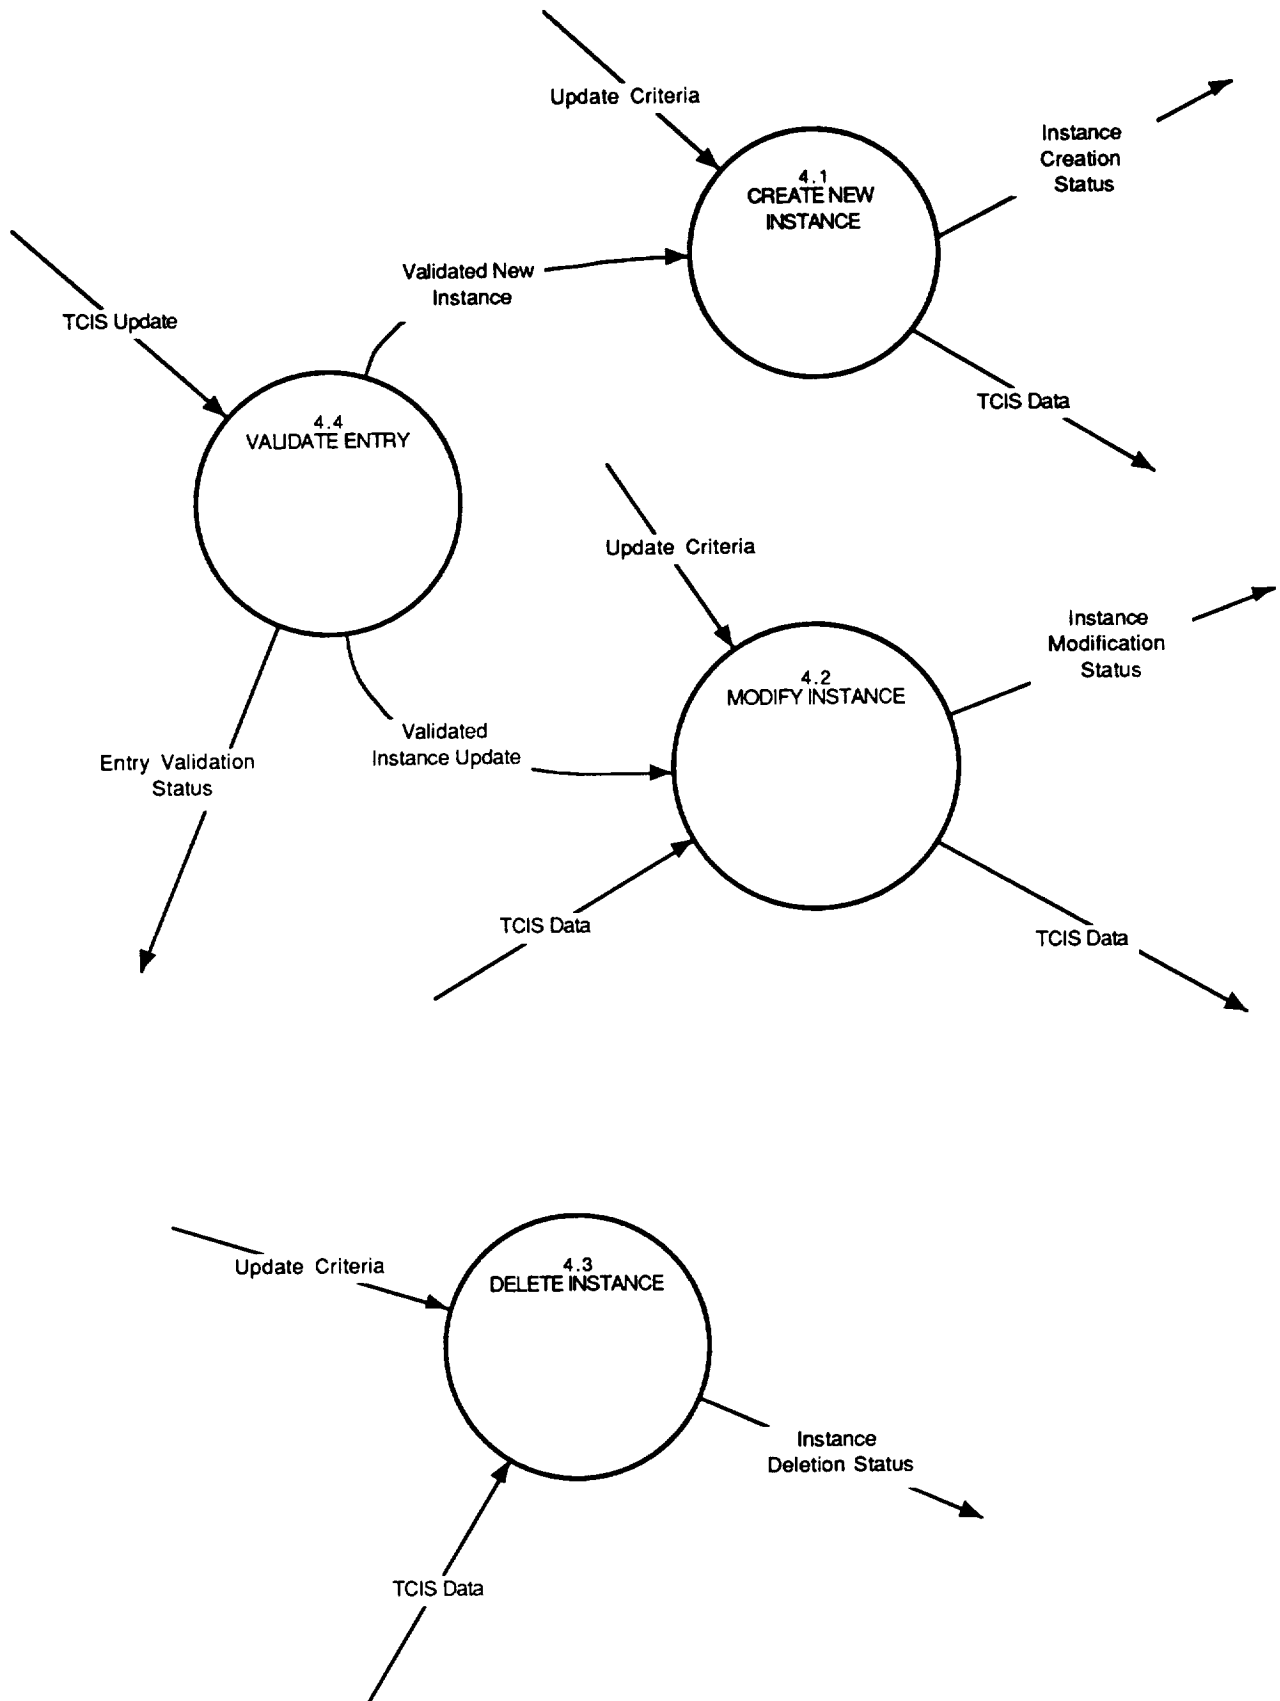 Update Criteria
Instance
Creation
Status
4.1
CREATE NEW
INSTANCE
Validated New
Instance
TCIS Update
TCIS Data
4.4
VALIDATE ENTRY
Update Criteria
Instance
Modification
Status
4.2
MODIFY INSTANCE
Validated
Instance Update
Entry Validation
Status
TCIS Data
TCIS Data
Update Criteria
4.3
DELETE INSTANCE
Instance
Deletion Status
TCIS Data